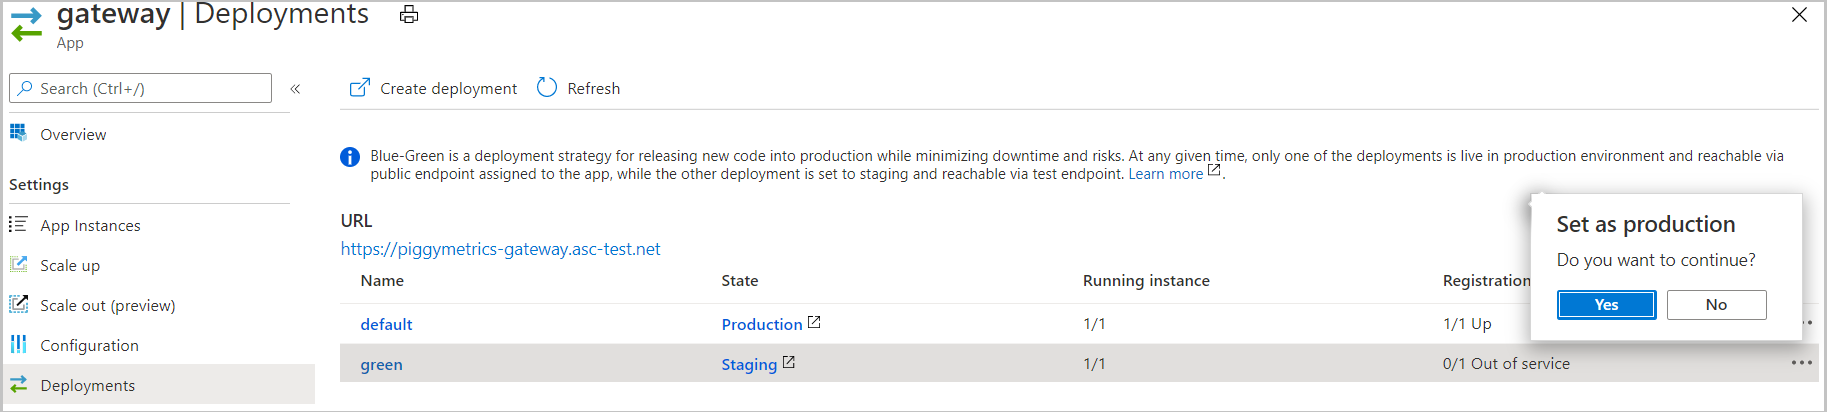 gateway | Deployments
App
Search (Ctrl+/)
«
Overview
Settings
App Instances
Scale up
Scale out (preview)
Configuration
Deployments
Create deployment
Refresh
Blue-Green is a deployment strategy for releasing new code into production while minimizing downtime and risks. At any given time, only one of the deployments is live in production environment and reachable via
public endpoint assigned to the app, while the other deployment is set to staging and reachable via test endpoint. Learn more.
URL
https://piggymetrics-gateway.asc-test.net
Name State Running instance Registration
default Production 1/1 1/1 Up
green Staging 1/1 0/1 Out of service
Set as production
Do you want to continue?
Yes No